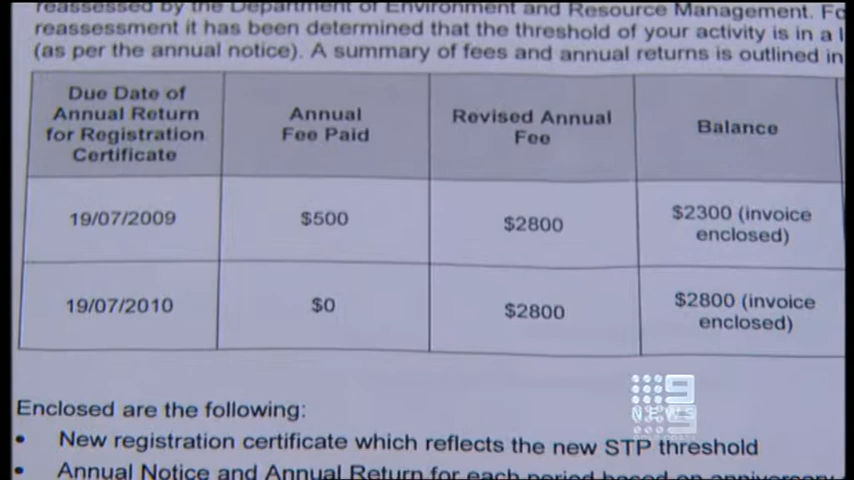 reassessed by the Department of Environment and Resource Management. Fo
reassessment it has been determined that the threshold of your activity is in a l
(as per the annual notice). A summary of fees and annual returns is outlined in
Due Date of
Annual Return
for Registration
Certificate
Annual
Fee Paid
Revised Annual
Fee
Balance
19/07/2009
$500
$2800
$2300 (invoice
enclosed)
19/07/2010
$0
$2800
$2800 (invoice
enclosed)
Enclosed are the following:
• New registration certificate which reflects the new STP threshold
• Annual Notice and Annual Return for each period based on anniversary
9
NEWS